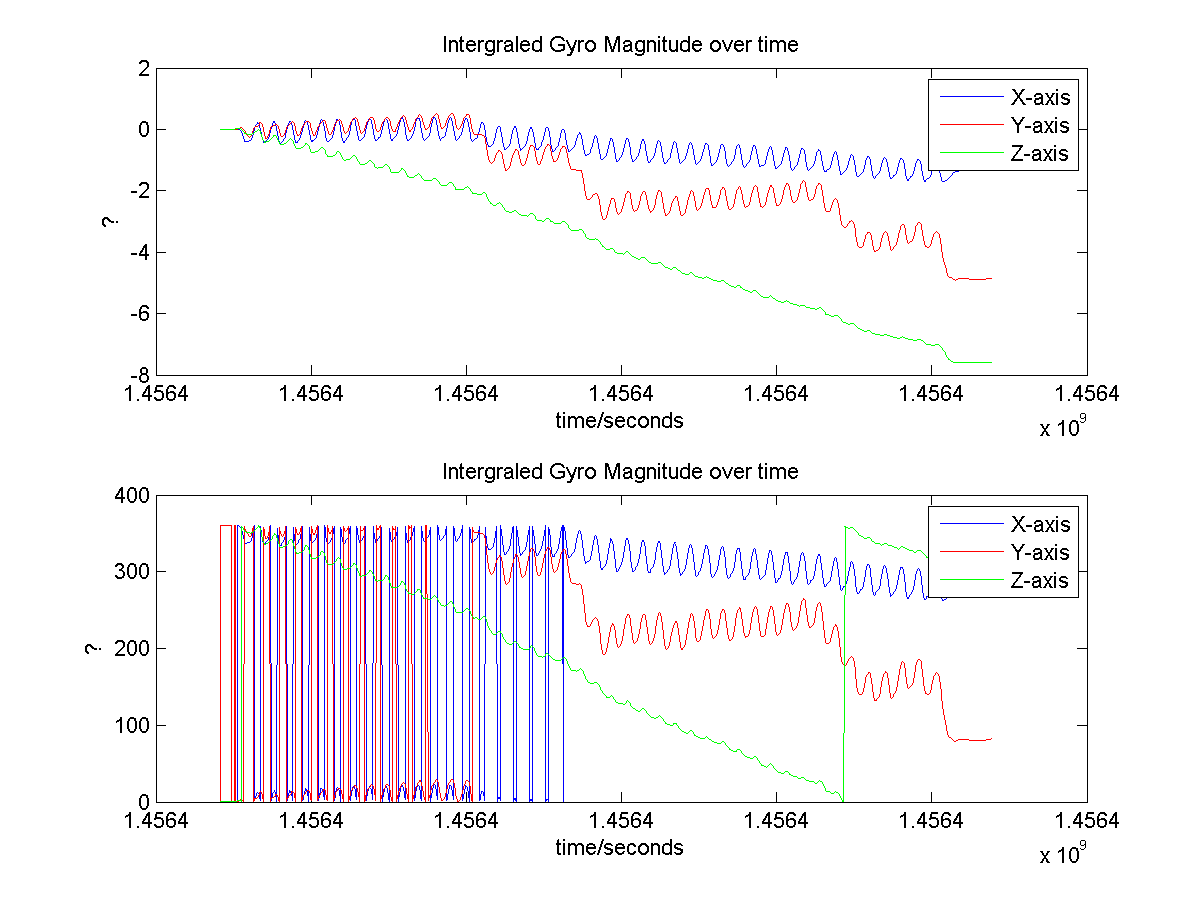 Intergraled Gyro Magnitude over time
2
0
-2
-4
-6
-8
?
X-axis
Y-axis
Z-axis
1.4564 1.4564 1.4564 1.4564 1.4564 1.4564 1.4564
time/seconds
x 10^9
Intergraled Gyro Magnitude over time
400
300
200
100
0
?
X-axis
Y-axis
Z-axis
1.4564 1.4564 1.4564 1.4564 1.4564 1.4564 1.4564
time/seconds
x 10^9